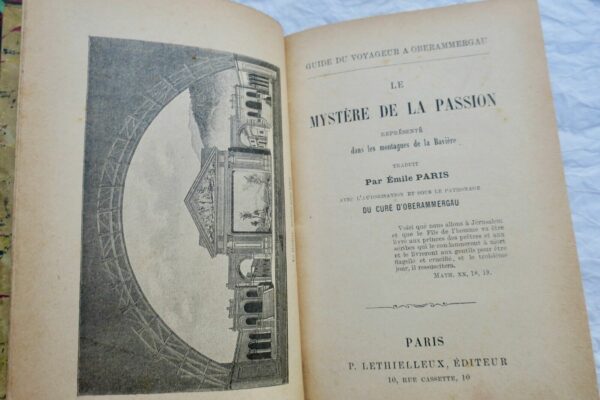 GUIDE DU VOYAGEUR A OBERAMMERGAU
LE
MYSTÈRE DE LA PASSION
REPRÉSENTÉ
dans les montagnes de la Bavière
TRADUIT
Par Émile PARIS
AVEC L'AUTORISATION ET SOUS LE PATRONAGE
DU CURÉ D'OBERAMMERGAU
Voici que nous allons à Jérusalem
et que le Fils de l'homme va être
livré aux princes des prêtres et aux
scribes qui le condamneront à mort
et le livreront aux gentils pour être
flagellé et crucifié, et le troisième
jour, il ressuscitera.
MATH. XX, 18, 19.
PARIS
P. LETHIELLEUX, ÉDITEUR
10, RUE CASSETTE, 10